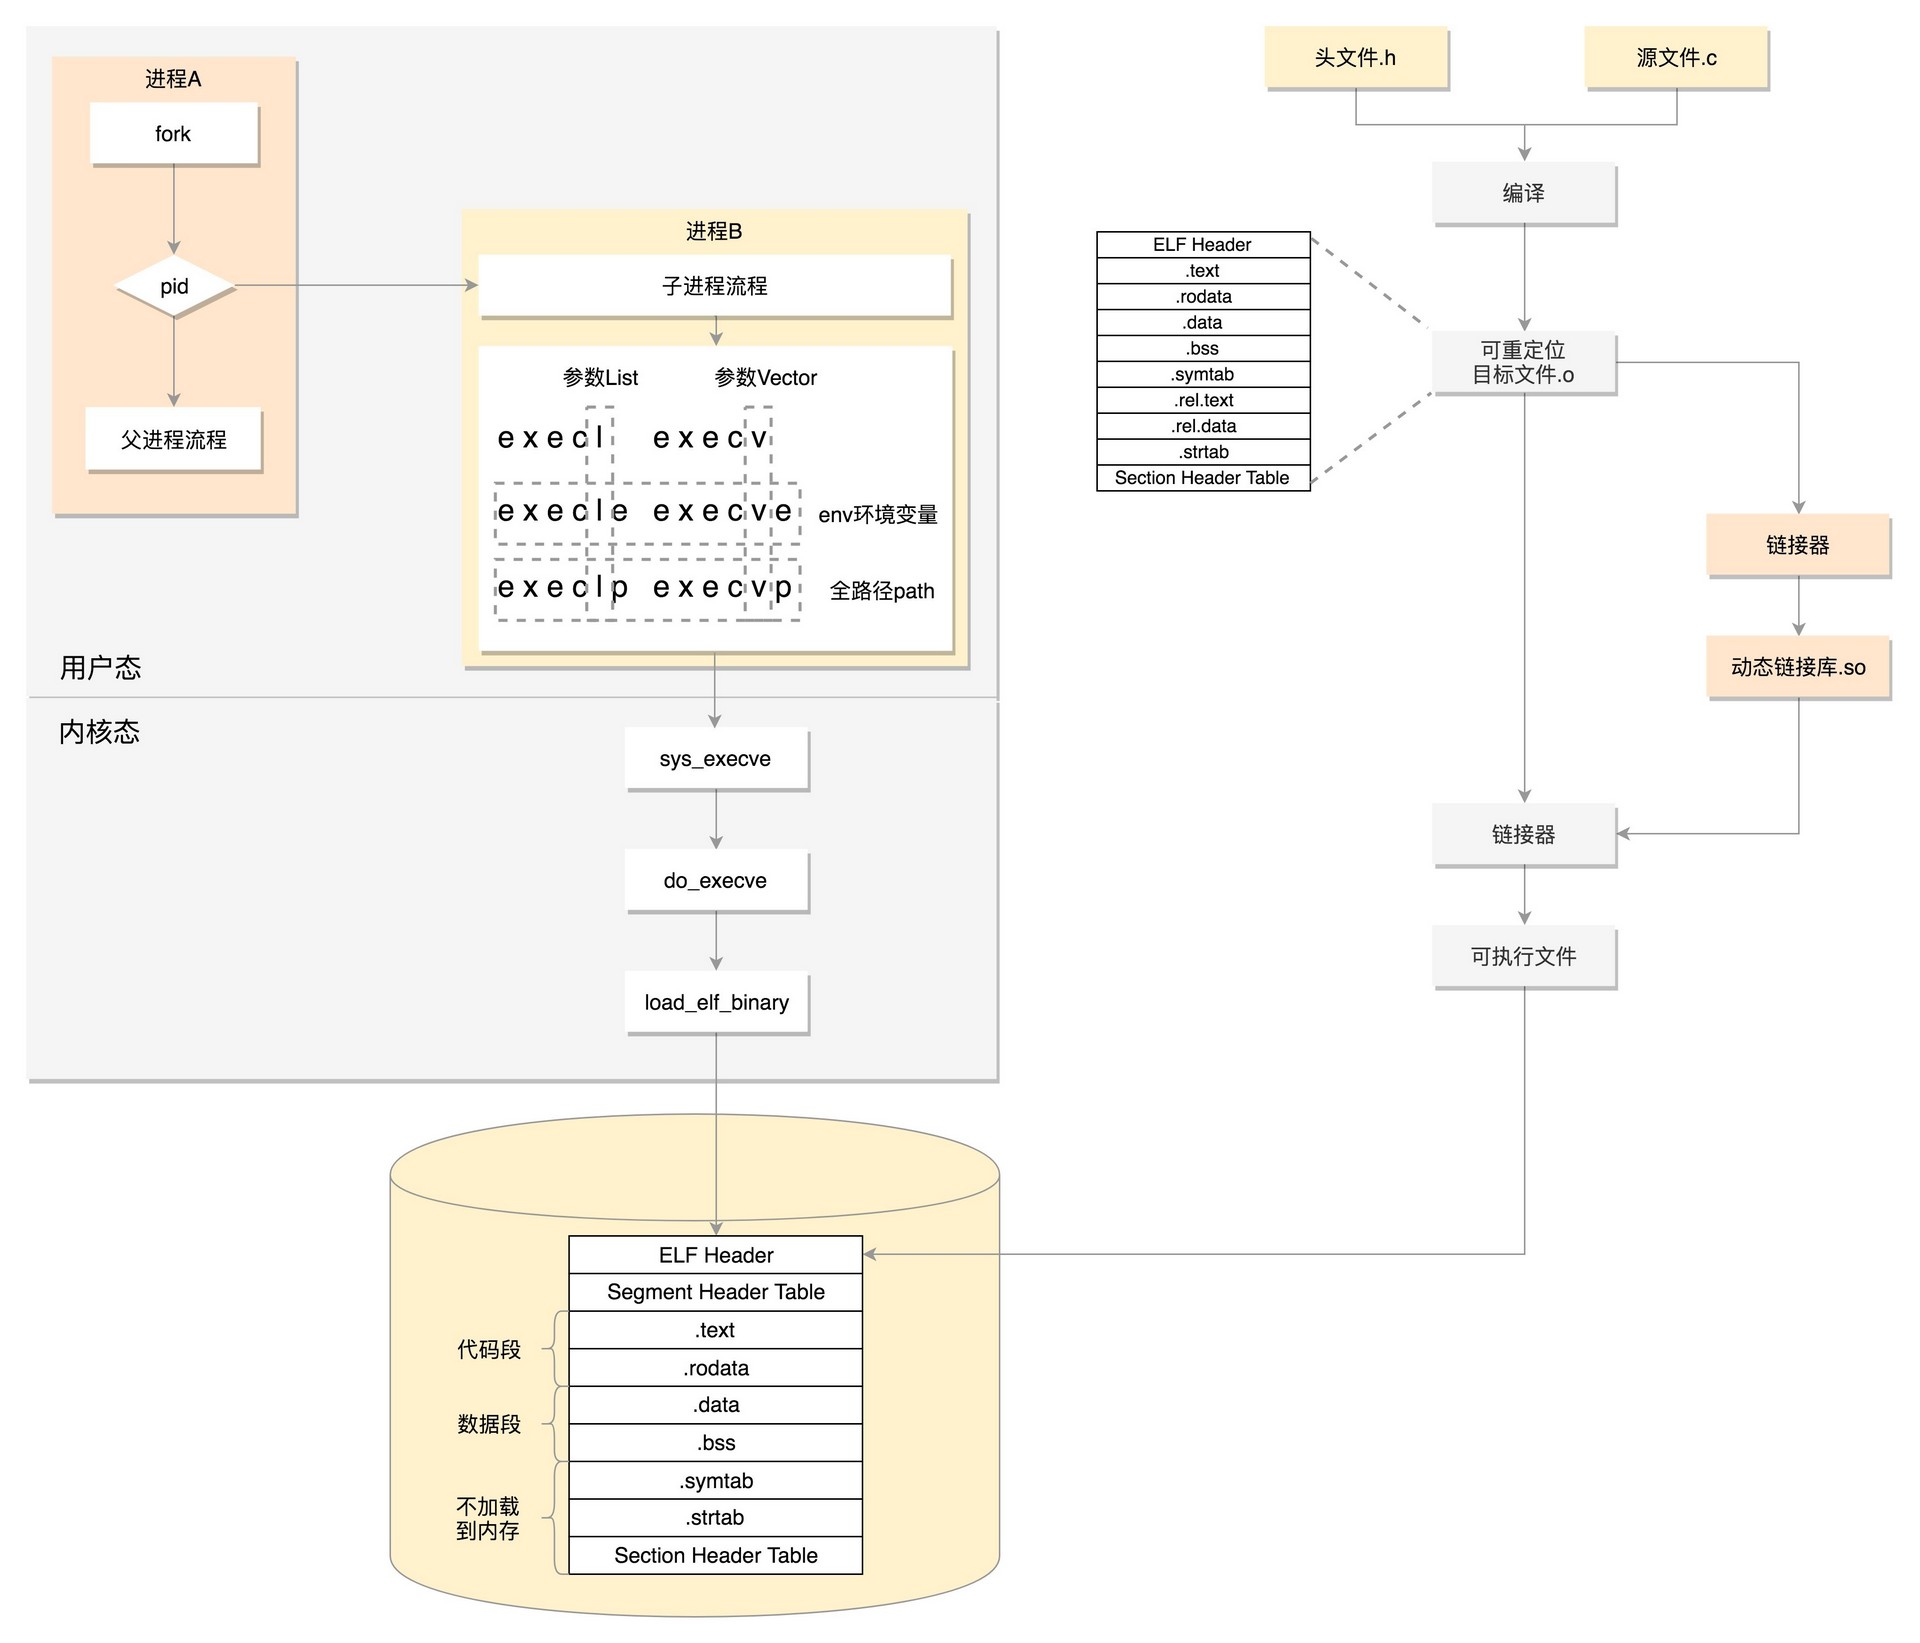 进程A
fork
pid
父进程流程
进程B
子进程流程
参数List 参数Vector
execl execv
execle execve env环境变量
execlp execvp 全路径path
用户态
内核态
sys_execve
do_execve
load_elf_binary
ELF Header
Segment Header Table
.text
.rodata
.data
.bss
.symtab
.strtab
Section Header Table
代码段
数据段
不加载
到内存
头文件.h
源文件.c
编译
ELF Header
.text
.rodata
.data
.bss
.symtab
.rel.text
.rel.data
.strtab
Section Header Table
可重定位
目标文件.o
链接器
动态链接库.so
链接器
可执行文件